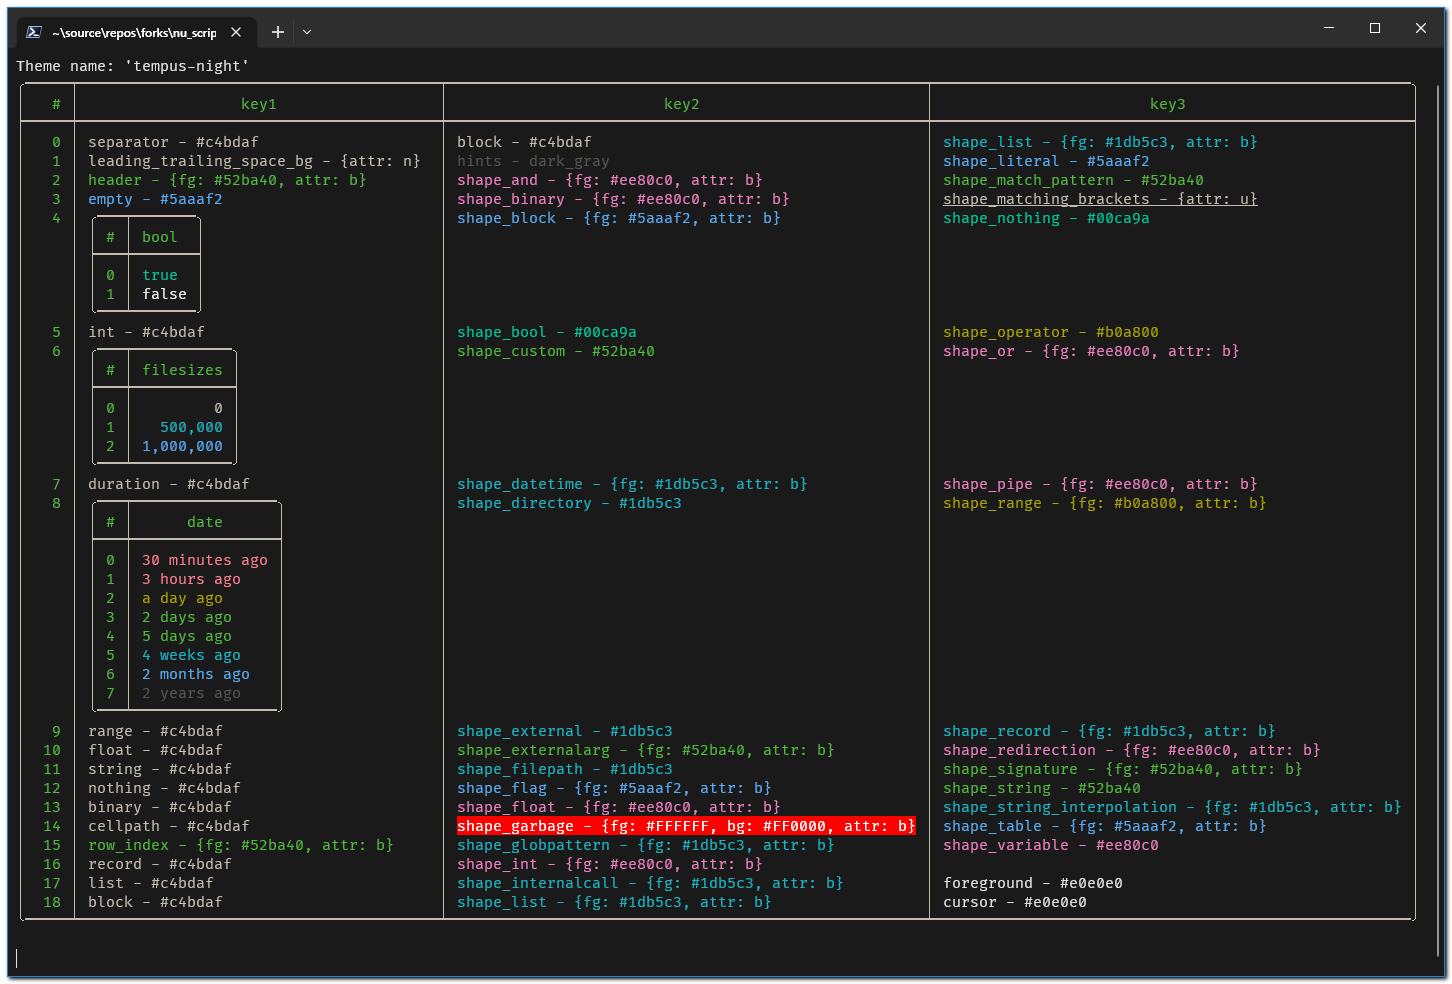 ~\source\repos\forks\nu_scrip
Theme name: 'tempus-night'
# key1 key2 key3
0 separator - #c4bdaf block - #c4bdaf shape_list - {fg: #1db5c3, attr: b}
1 leading_trailing_space_bg - {attr: n} hints - dark_gray shape_literal - #5aaaf2
2 header - {fg: #52ba40, attr: b} shape_and - {fg: #ee80c0, attr: b} shape_match_pattern - #52ba40
3 empty - #5aaaf2 shape_binary - {fg: #ee80c0, attr: b} shape_matching_brackets - {attr: u}
4 shape_block - {fg: #5aaaf2, attr: b} shape_nothing - #00ca9a
# bool
0 true
1 false
5 int - #c4bdaf shape_bool - #00ca9a shape_operator - #b0a800
6 shape_custom - #52ba40 shape_or - {fg: #ee80c0, attr: b}
# filesizes
0 0
1 500,000
2 1,000,000
7 duration - #c4bdaf shape_datetime - {fg: #1db5c3, attr: b} shape_pipe - {fg: #ee80c0, attr: b}
8 shape_directory - #1db5c3 shape_range - {fg: #b0a800, attr: b}
# date
0 30 minutes ago
1 3 hours ago
2 a day ago
3 2 days ago
4 5 days ago
5 4 weeks ago
6 2 months ago
7 2 years ago
9 range - #c4bdaf shape_external - #1db5c3 shape_record - {fg: #1db5c3, attr: b}
10 float - #c4bdaf shape_externalarg - {fg: #52ba40, attr: b} shape_redirection - {fg: #ee80c0, attr: b}
11 string - #c4bdaf shape_filepath - #1db5c3 shape_signature - {fg: #52ba40, attr: b}
12 nothing - #c4bdaf shape_flag - {fg: #5aaaf2, attr: b} shape_string - #52ba40
13 binary - #c4bdaf shape_float - {fg: #ee80c0, attr: b} shape_string_interpolation - {fg: #1db5c3, attr: b}
14 cellpath - #c4bdaf shape_garbage - {fg: #FFFFFF, bg: #FF0000, attr: b} shape_table - {fg: #5aaaf2, attr: b}
15 row_index - {fg: #52ba40, attr: b} shape_globpattern - {fg: #1db5c3, attr: b} shape_variable - #ee80c0
16 record - #c4bdaf shape_int - {fg: #ee80c0, attr: b}
17 list - #c4bdaf shape_internalcall - {fg: #1db5c3, attr: b} foreground - #e0e0e0
18 block - #c4bdaf shape_list - {fg: #1db5c3, attr: b} cursor - #e0e0e0